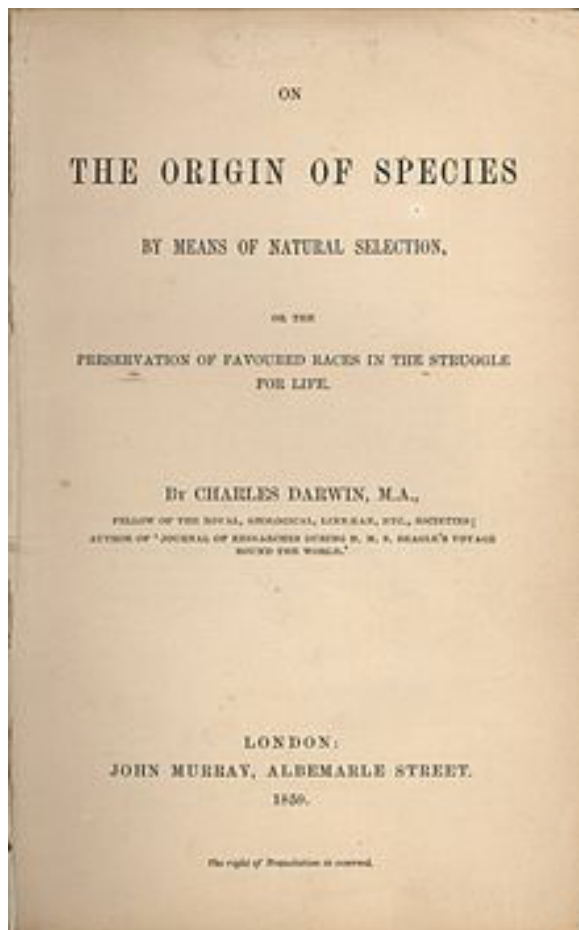 ON
THE ORIGIN OF SPECIES
BY MEANS OF NATURAL SELECTION,
OR THE
PRESERVATION OF FAVOURED RACES IN THE STRUGGLE
FOR LIFE.
BY CHARLES DARWIN, M.A.,
FELLOW OF THE ROYAL, GEOLOGICAL, LINNÆAN, ETC., SOCIETIES;
AUTHOR OF 'JOURNAL OF RESEARCHES DURING H. M. S. BEAGLE'S VOYAGE
ROUND THE WORLD.'
LONDON:
JOHN MURRAY, ALBEMARLE STREET.
1859.
The right of Translation is reserved.